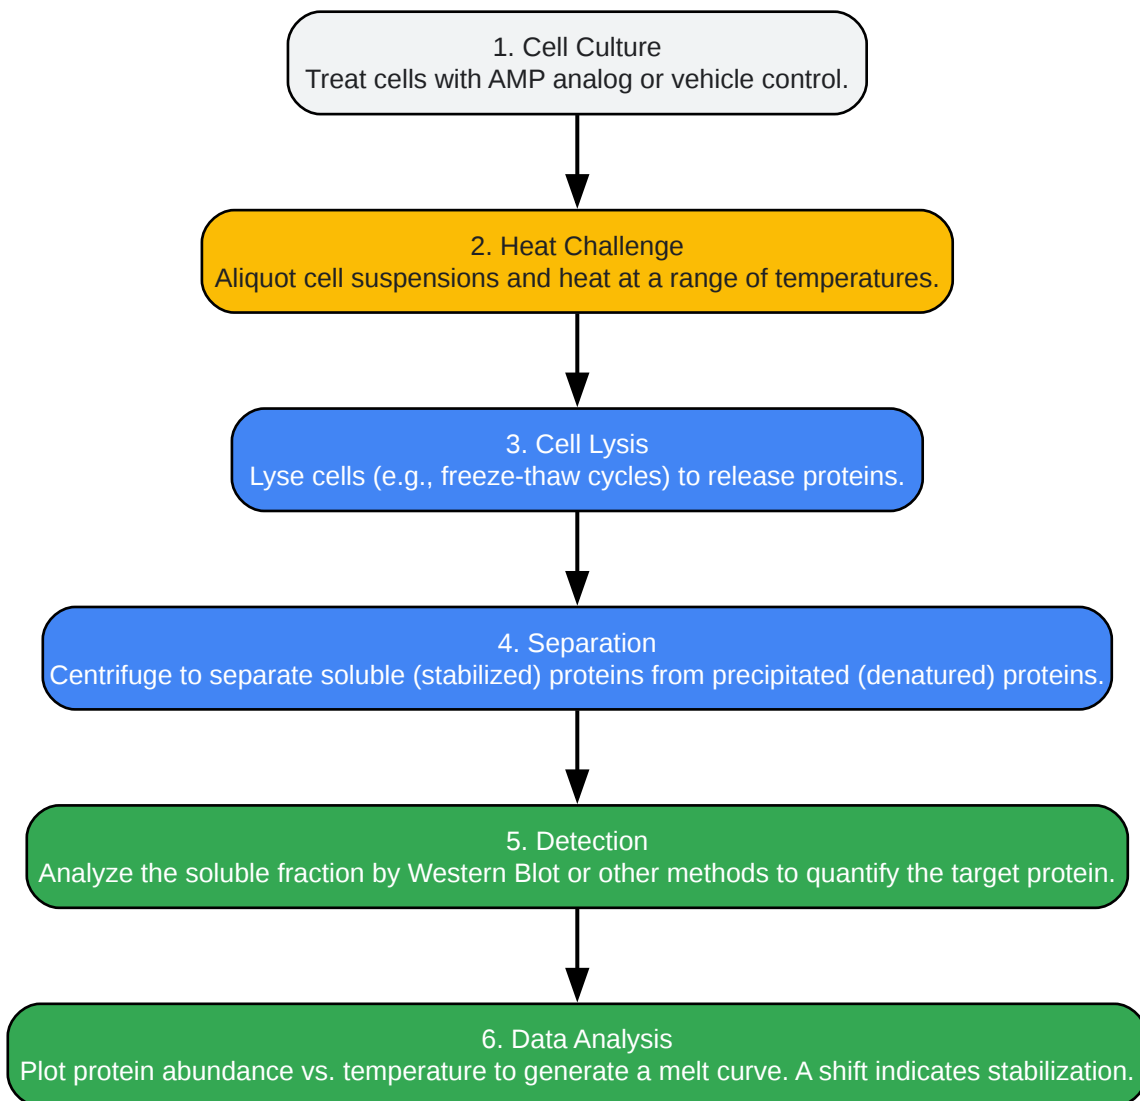 1. Cell Culture
Treat cells with AMP analog or vehicle control.
2. Heat Challenge
Aliquot cell suspensions and heat at a range of temperatures.
3. Cell Lysis
Lyse cells (e.g., freeze-thaw cycles) to release proteins.
4. Separation
Centrifuge to separate soluble (stabilized) proteins from precipitated (denatured) proteins.
5. Detection
Analyze the soluble fraction by Western Blot or other methods to quantify the target protein.
6. Data Analysis
Plot protein abundance vs. temperature to generate a melt curve. A shift indicates stabilization.